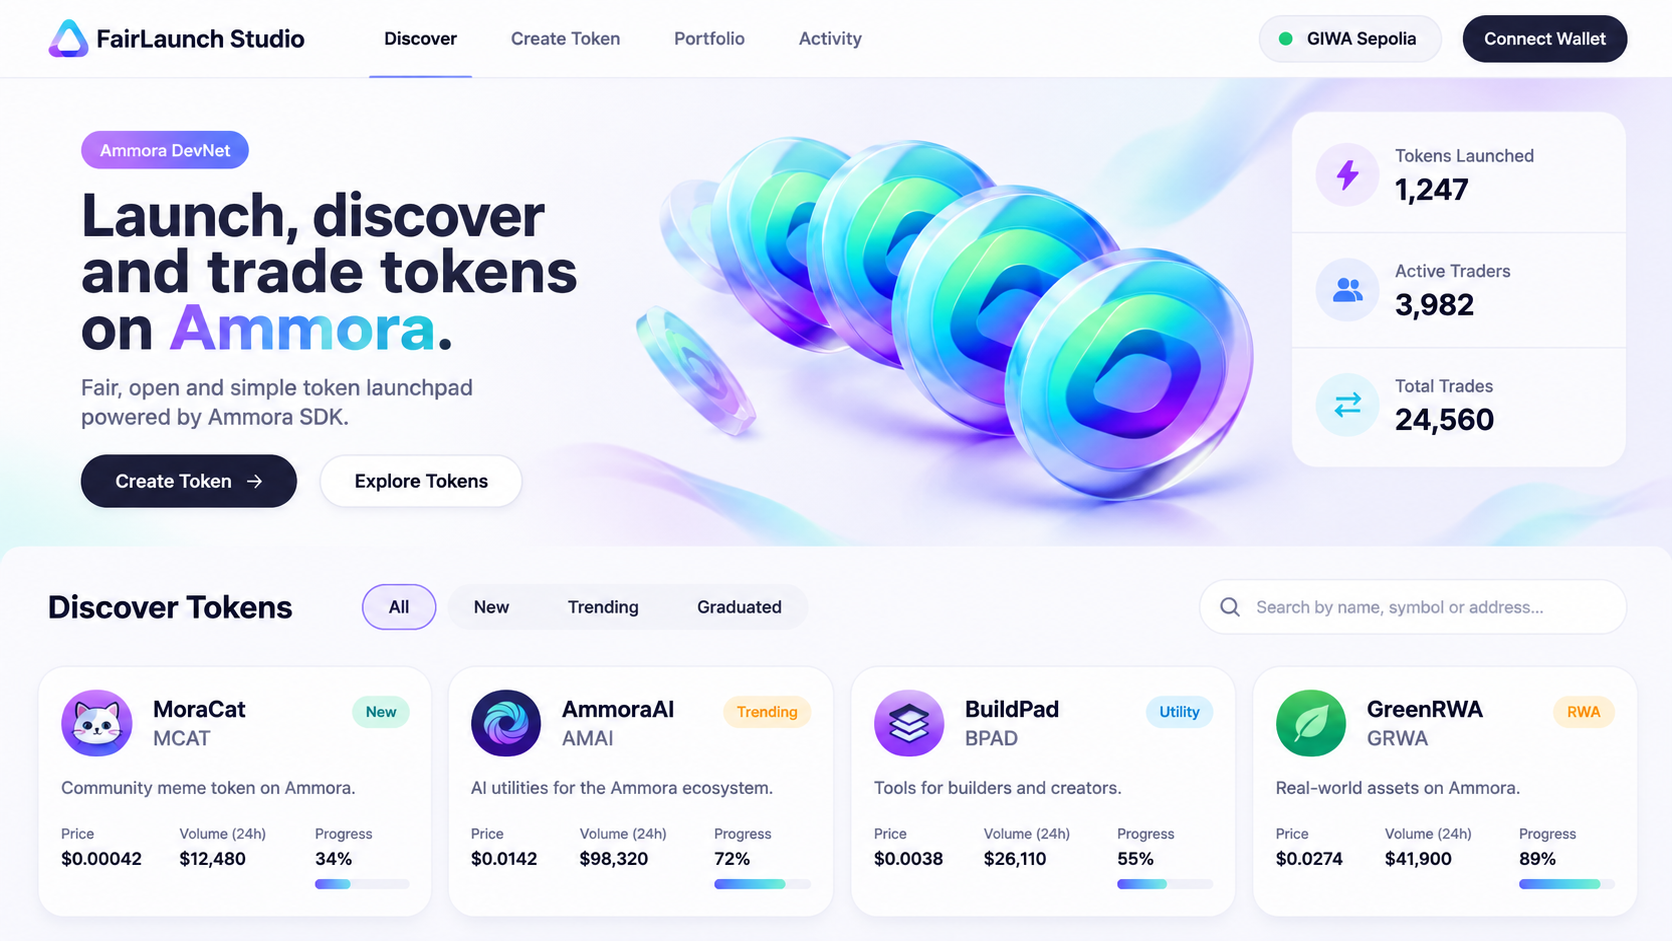 FairLaunch Studio
Discover
Create Token
Portfolio
Activity
GIWA Sepolia
Connect Wallet
Ammora DevNet
Launch, discover
and trade tokens
on Ammora.
Fair, open and simple token launchpad
powered by Ammora SDK.
Create Token →
Explore Tokens
Tokens Launched
1,247
Active Traders
3,982
Total Trades
24,560
Discover Tokens
All
New
Trending
Graduated
Search by name, symbol or address...
MoraCat
MCAT
New
Community meme token on Ammora.
Price
Volume (24h)
Progress
$0.00042
$12,480
34%
AmmoraAI
AMAI
Trending
AI utilities for the Ammora ecosystem.
Price
Volume (24h)
Progress
$0.0142
$98,320
72%
BuildPad
BPAD
Utility
Tools for builders and creators.
Price
Volume (24h)
Progress
$0.0038
$26,110
55%
GreenRWA
GRWA
RWA
Real-world assets on Ammora.
Price
Volume (24h)
Progress
$0.0274
$41,900
89%